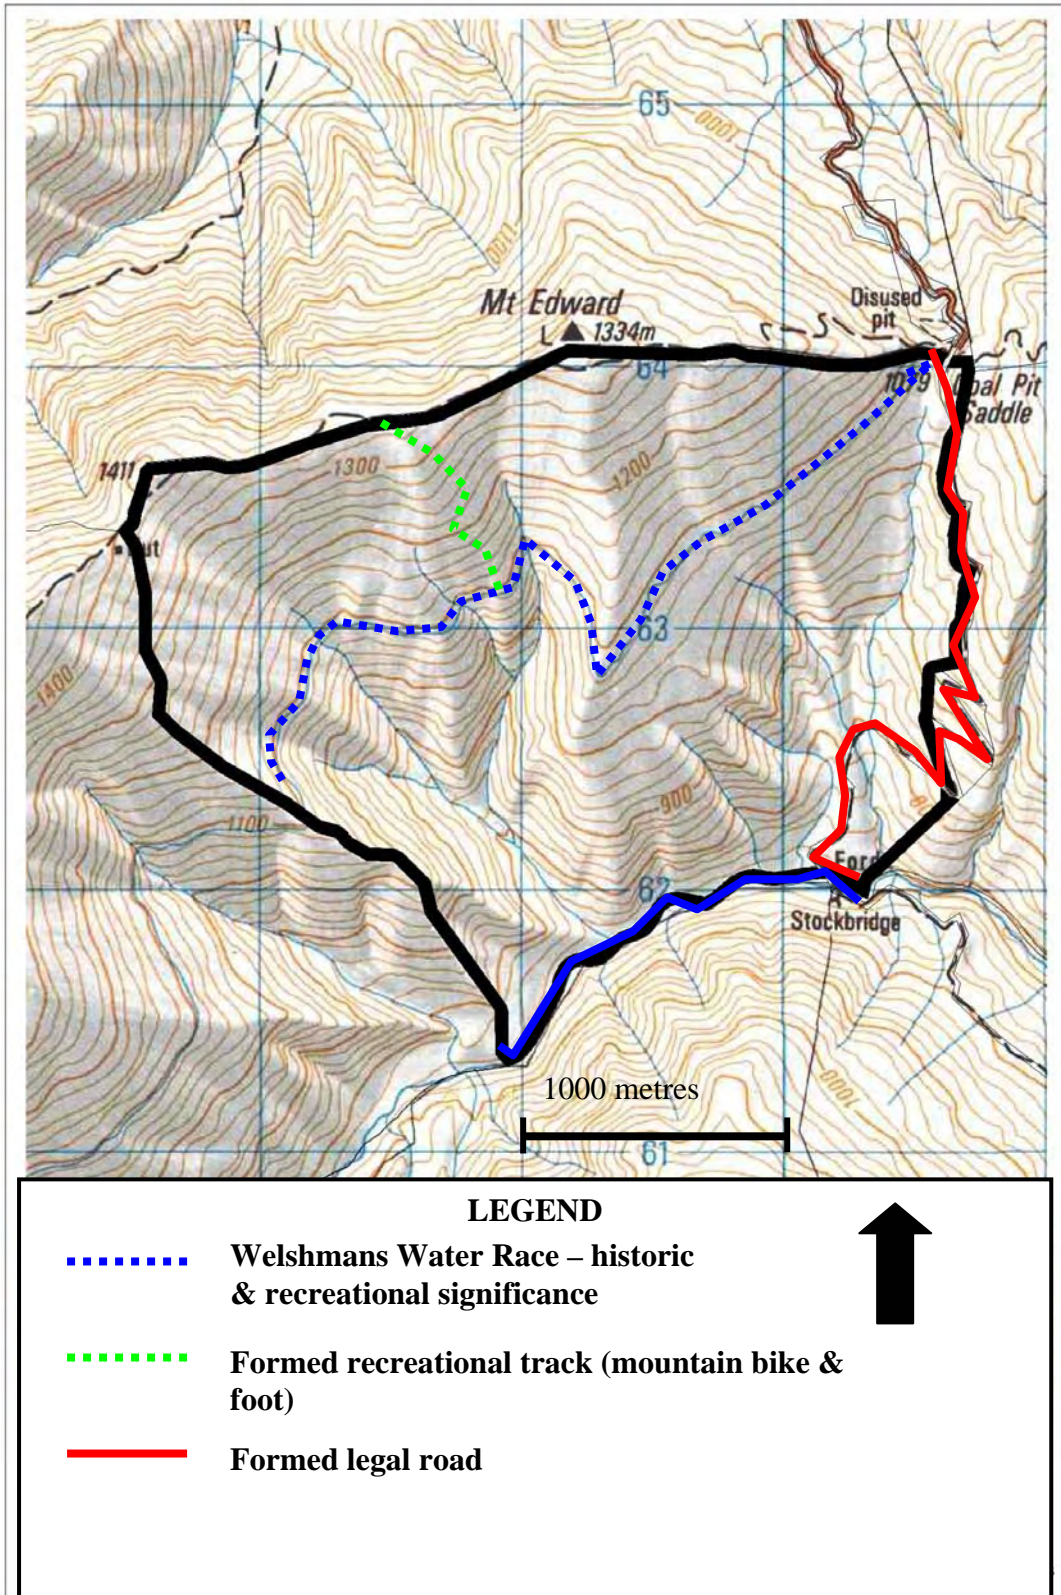 65
1000
1100
Mt Edward
1334m
Disused
pit
64
Pit
Saddle
1411
1300
1200
63
1400
900
1100
62
Stockbridge
1000
1000 metres
61
LEGEND
Welshmans Water Race – historic
& recreational significance
Formed recreational track (mountain bike &
foot)
Formed legal road